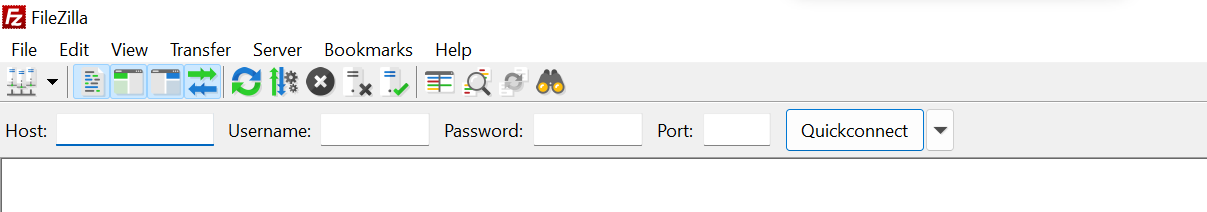 FileZilla
File Edit View Transfer Server Bookmarks Help
Host: Username: Password: Port: Quickconnect